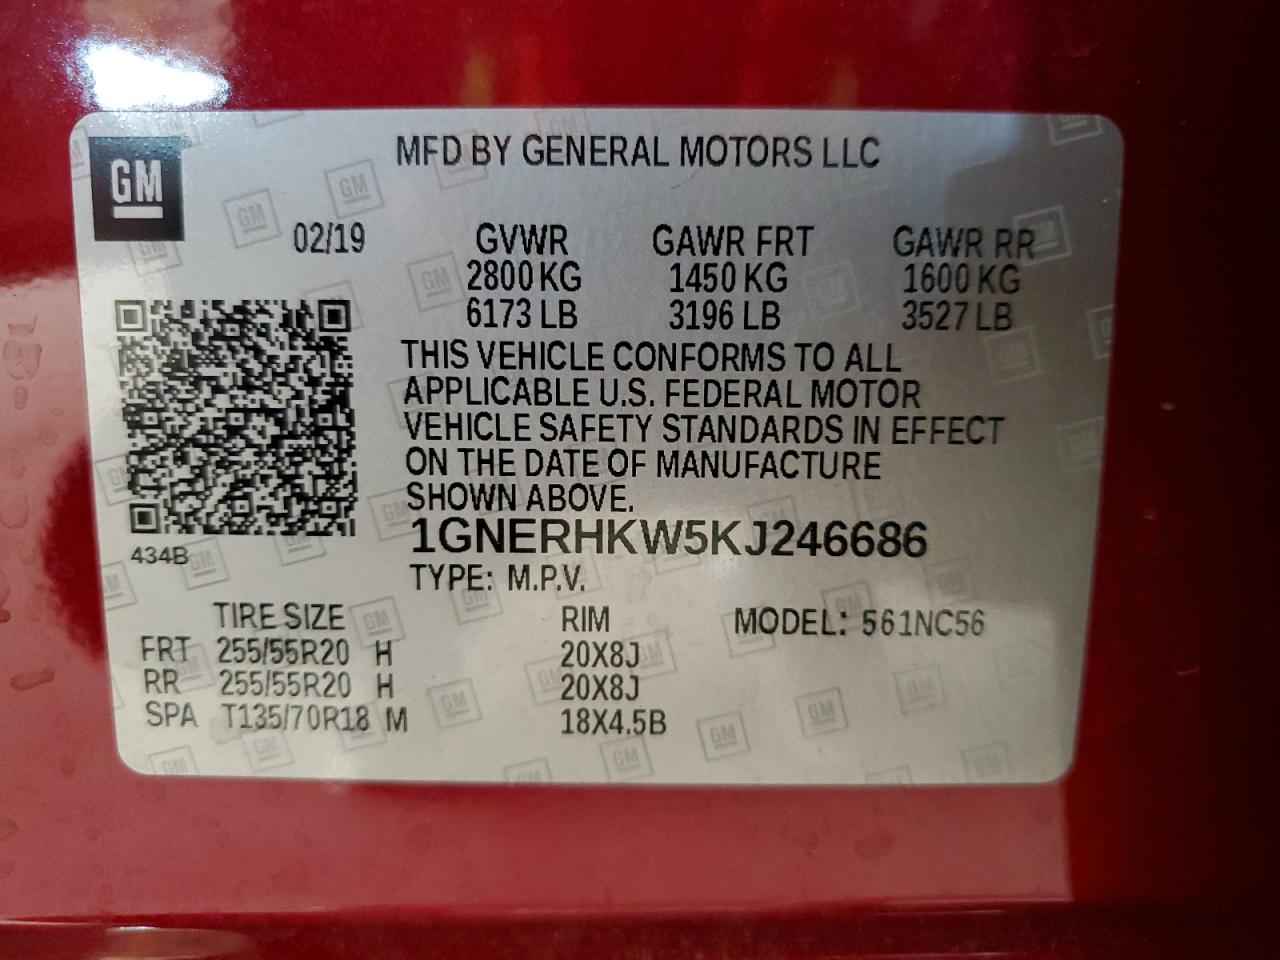 GM
MFD BY GENERAL MOTORS LLC
02/19 GVWR GAWR FRT GAWR RR
2800 KG 1450 KG 1600 KG
6173 LB 3196 LB 3527 LB
THIS VEHICLE CONFORMS TO ALL
APPLICABLE U.S. FEDERAL MOTOR
VEHICLE SAFETY STANDARDS IN EFFECT
ON THE DATE OF MANUFACTURE
SHOWN ABOVE.
1GNERHKW5KJ246686
434B
TYPE: M.P.V.
TIRE SIZE RIM MODEL: 561NC56
FRT 255/55R20 H 20X8J
RR 255/55R20 H 20X8J
SPA T135/70R18 M 18X4.5B